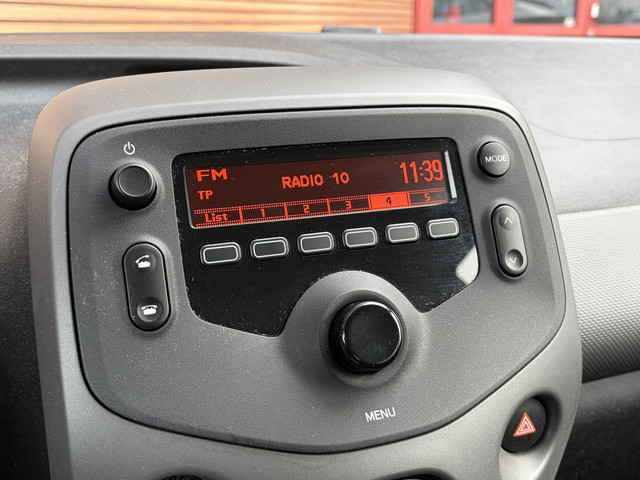 FM
RADIO 10
11:39
TP
List 1 2 3 4 5
MODE
MENU